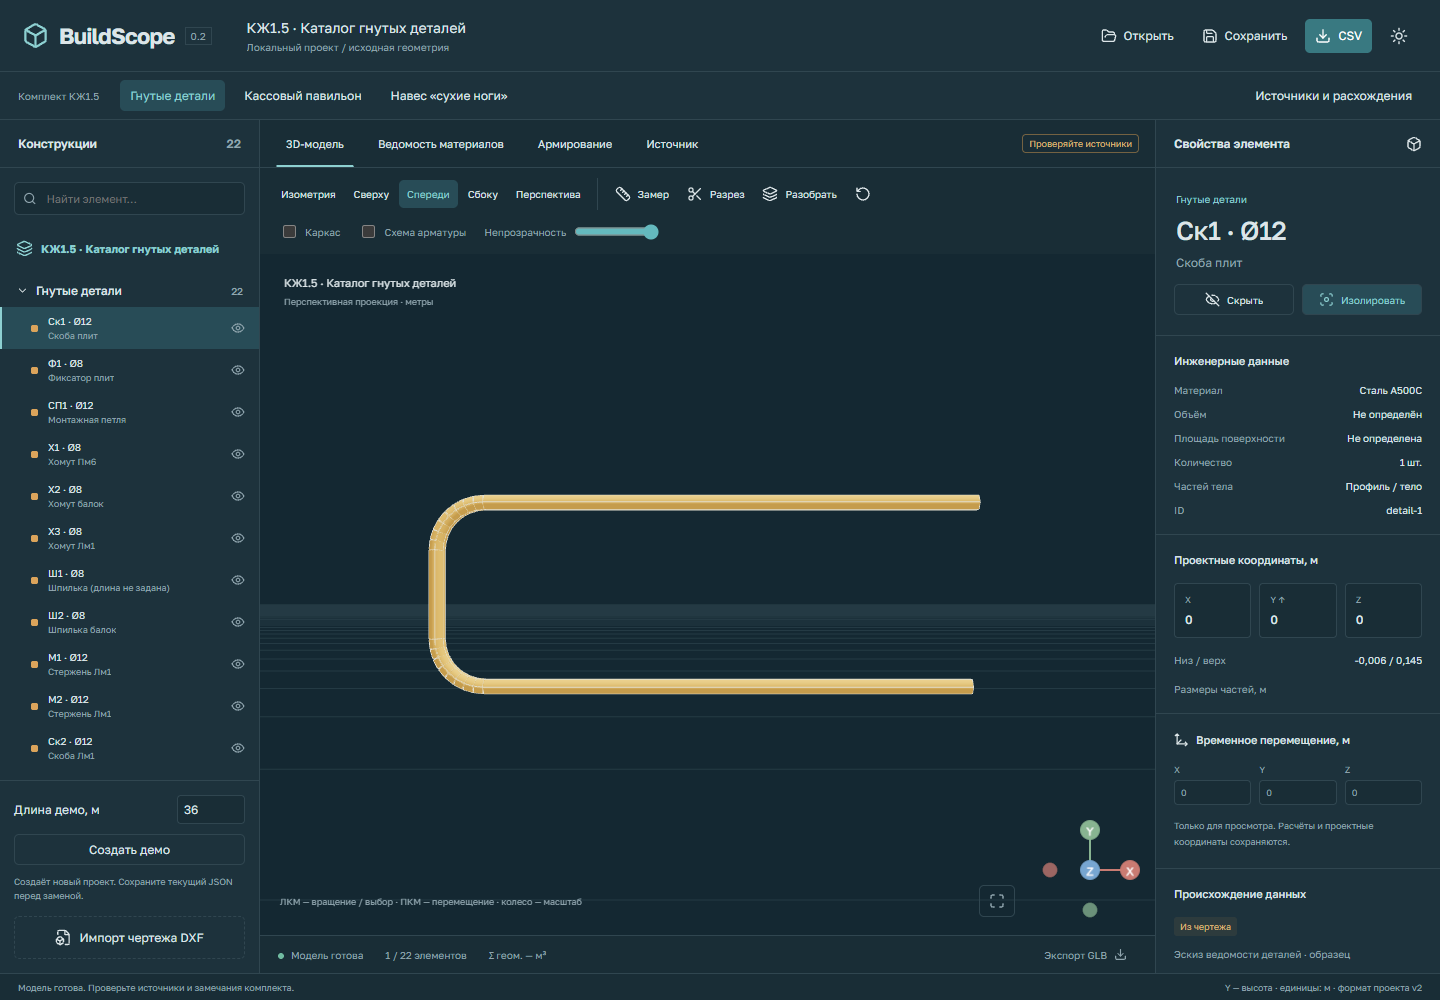 BuildScope 0.2
КЖ1.5 · Каталог гнутых деталей
Локальный проект / исходная геометрия
Открыть
Сохранить
CSV
Комплект КЖ1.5
Гнутые детали
Кассовый павильон
Навес «сухие ноги»
Источники и расхождения
Конструкции 22
Найти элемент...
КЖ1.5 · Каталог гнутых деталей
Гнутые детали 22
Ск1 · Ø12
Скоба плит
Ф1 · Ø8
Фиксатор плит
СП1 · Ø12
Монтажная петля
Х1 · Ø8
Хомут Пм6
Х2 · Ø8
Хомут балок
Х3 · Ø8
Хомут Лм1
Ш1 · Ø8
Шпилька (длина не задана)
Ш2 · Ø8
Шпилька балок
М1 · Ø12
Стержень Лм1
М2 · Ø12
Стержень Лм1
Ск2 · Ø12
Скоба Лм1
Длина демо, м 36
Создать демо
Создаёт новый проект. Сохраните текущий JSON
перед заменой.
Импорт чертежа DXF
3D-модель
Ведомость материалов
Армирование
Источник
Проверяйте источники
Изометрия
Сверху
Спереди
Сбоку
Перспектива
Замер
Разрез
Разобрать
Каркас
Схема арматуры
Непрозрачность
КЖ1.5 · Каталог гнутых деталей
Перспективная проекция · метры
Y
Z
X
ЛКМ — вращение / выбор · ПКМ — перемещение · колесо — масштаб
Модель готова
1 / 22 элементов
Σ геом. — м³
Экспорт GLB
Свойства элемента
Гнутые детали
Ск1 · Ø12
Скоба плит
Скрыть
Изолировать
Инженерные данные
Материал Сталь А500С
Объём Не определён
Площадь поверхности Не определена
Количество 1 шт.
Частей тела Профиль / тело
ID detail-1
Проектные координаты, м
X Y ↑ Z
0 0 0
Низ / верх -0,006 / 0,145
Размеры частей, м
Временное перемещение, м
X Y Z
0 0 0
Только для просмотра. Расчёты и проектные
координаты сохраняются.
Происхождение данных
Из чертежа
Эскиз ведомости деталей · образец
Модель готова. Проверьте источники и замечания комплекта.
Y — высота · единицы: м · формат проекта v2